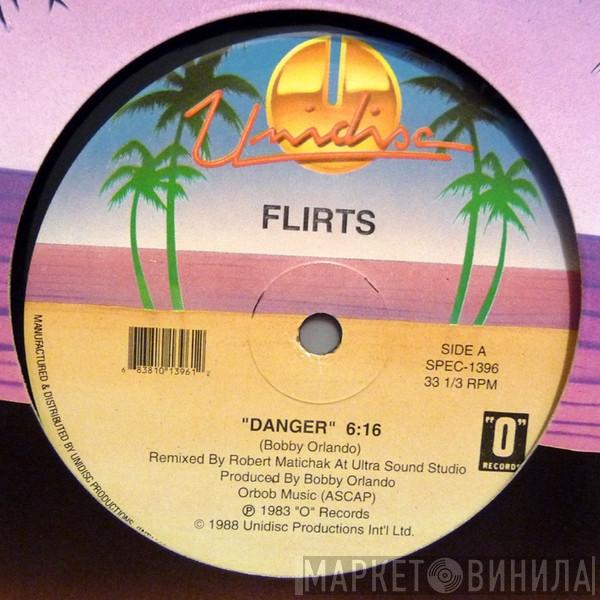 Unidisc
FLIRTS
SIDE A
SPEC-1396
33 1/3 RPM
6 83810 13961 2
"DANGER" 6:16
(Bobby Orlando)
Remixed By Robert Matichak At Ultra Sound Studio
Produced By Bobby Orlando
Orbob Music (ASCAP)
℗ 1983 "O" Records
© 1988 Unidisc Productions Int'l Ltd.
"O"
RECORDS
MANUFACTURED & DISTRIBUTED BY UNIDISC PRODUCTIONS
МАРКЕТ ВИНИЛА